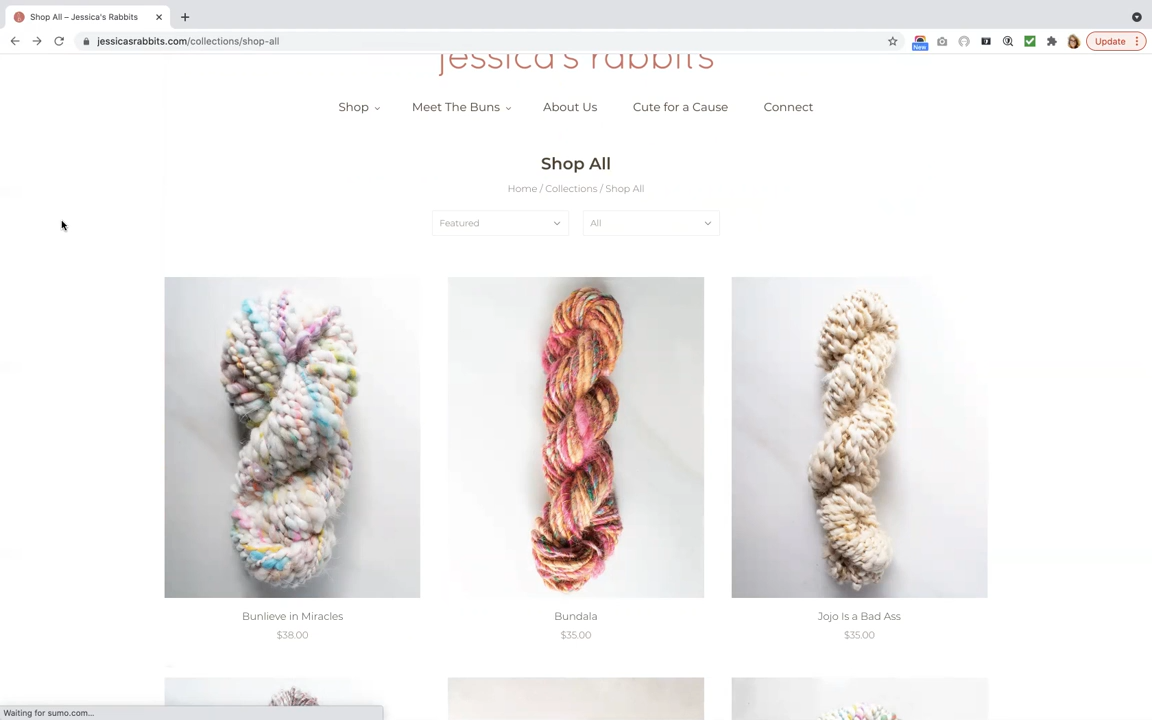 Shop All – Jessica's Rabbits
jessicasrabbits.com/collections/shop-all
New
Update
jessica's rabbits
Shop
Meet The Buns
About Us
Cute for a Cause
Connect
Shop All
Home / Collections / Shop All
Featured
All
Bunlieve in Miracles
Bundala
Jojo Is a Bad Ass
$38.00
$35.00
$35.00
Waiting for sumo.com...